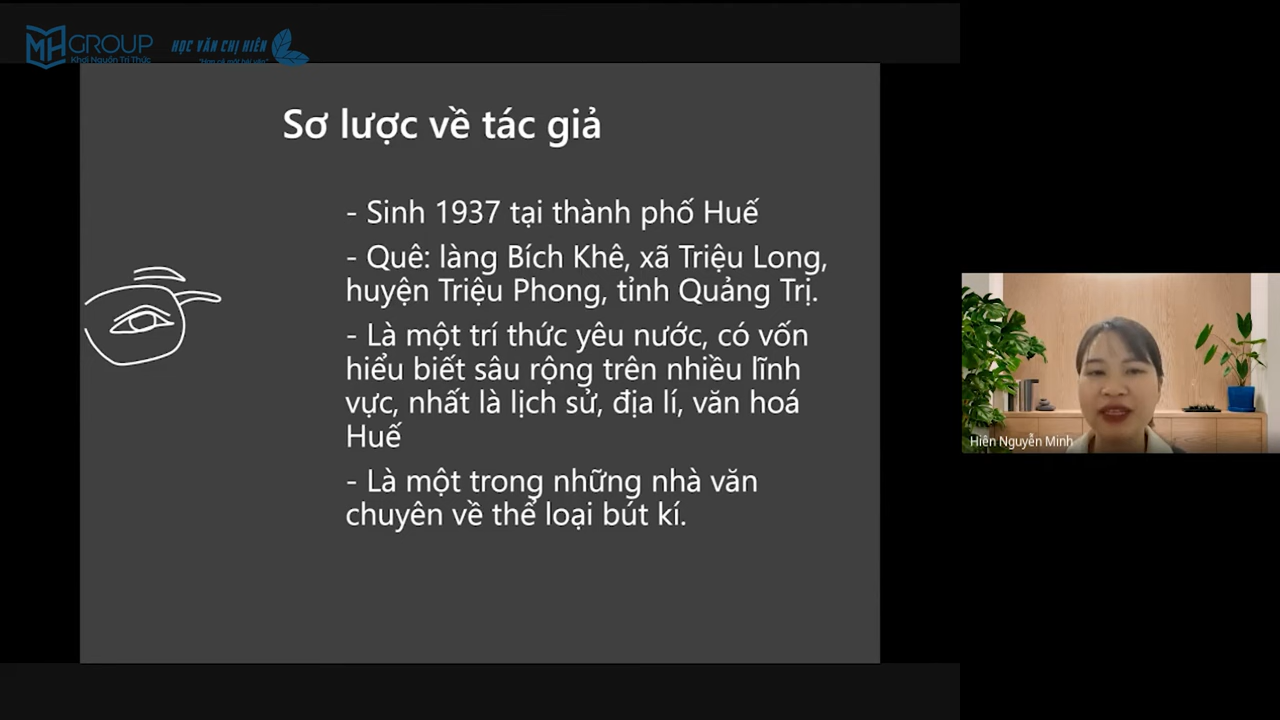 MH GROUP
Khơi Nguồn Tri Thức
HỌC VĂN CHỊ HIÊN
Sơ lược về tác giả
- Sinh 1937 tại thành phố Huế
- Quê: làng Bích Khê, xã Triệu Long,
huyện Triệu Phong, tỉnh Quảng Trị.
- Là một trí thức yêu nước, có vốn
hiểu biết sâu rộng trên nhiều lĩnh
vực, nhất là lịch sử, địa lí, văn hoá
Huế
- Là một trong những nhà văn
chuyên về thể loại bút kí.
Hiên Nguyễn Minh